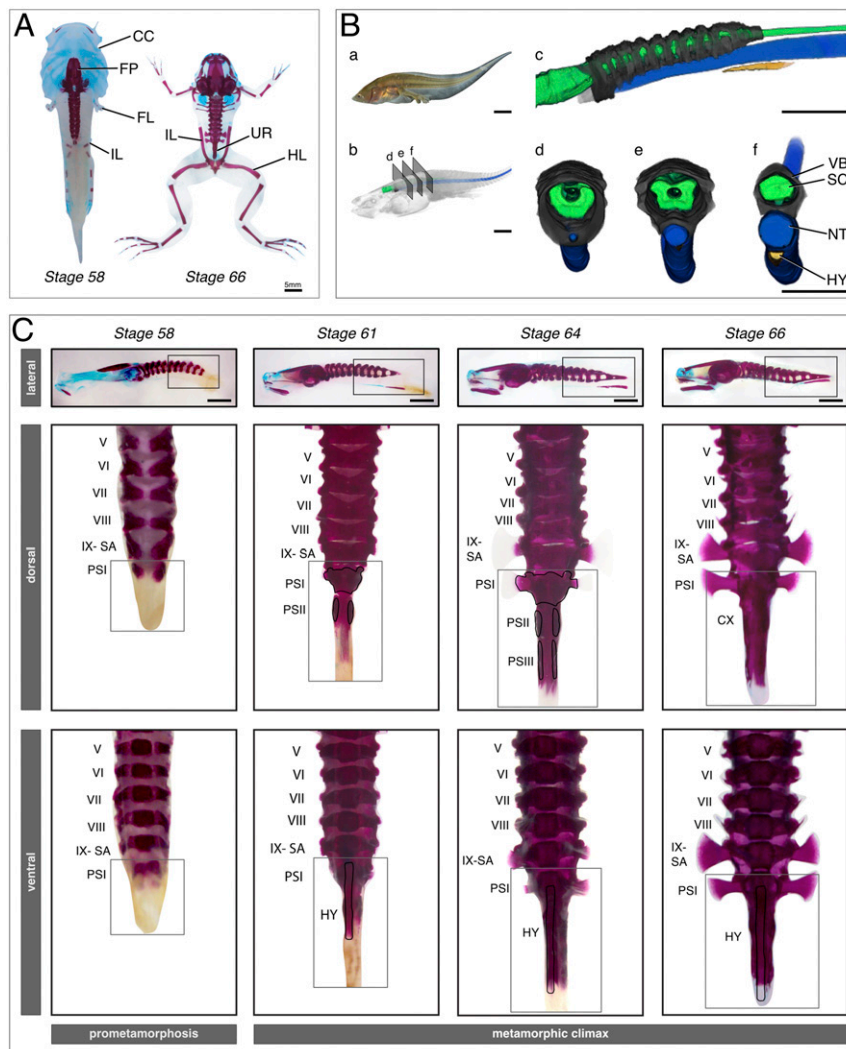 A
CC
FP
FL
IL
IL
UR
HL
Stage 58
Stage 66
5mm
B
a
b
d
e
f
c
d
e
f
VB
SC
NT
HY
C
Stage 58
Stage 61
Stage 64
Stage 66
lateral
dorsal
V
VI
VII
VIII
IX- SA
PSI
V
VI
VII
VIII
IX- SA
PSI
PSII
V
VI
VII
VIII
IX-
SA
PSI
PSII
PSIII
V
VI
VII
VIII
IX-
SA
PSI
CX
ventral
V
VI
VII
VIII
IX- SA
PSI
V
VI
VII
VIII
IX- SA
PSI
HY
V
VI
VII
VIII
IX-SA
PSI
HY
V
VI
VII
VIII
IX-
SA
PSI
HY
prometamorphosis
metamorphic climax